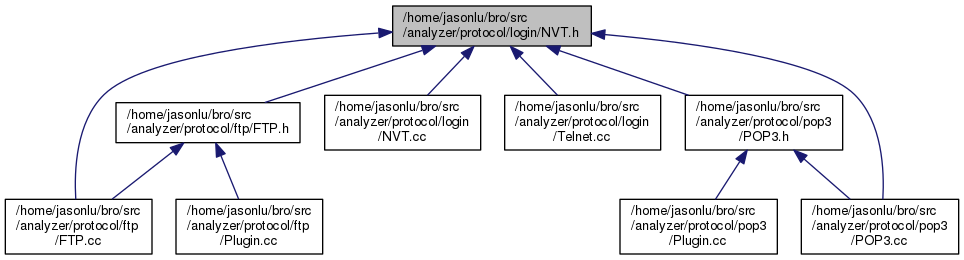 /home/jasonlu/bro/src
/analyzer/protocol/login/NVT.h
/home/jasonlu/bro/src
/analyzer/protocol/ftp/FTP.h
/home/jasonlu/bro/src
/analyzer/protocol/login
/NVT.cc
/home/jasonlu/bro/src
/analyzer/protocol/login
/Telnet.cc
/home/jasonlu/bro/src
/analyzer/protocol/pop3
/POP3.h
/home/jasonlu/bro/src
/analyzer/protocol/ftp
/FTP.cc
/home/jasonlu/bro/src
/analyzer/protocol/ftp
/Plugin.cc
/home/jasonlu/bro/src
/analyzer/protocol/pop3
/Plugin.cc
/home/jasonlu/bro/src
/analyzer/protocol/pop3
/POP3.cc